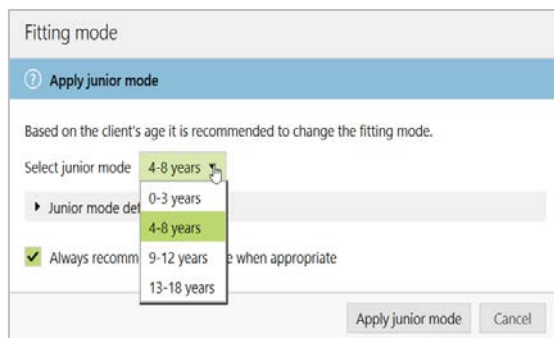 Fitting mode
? Apply junior mode
Based on the client's age it is recommended to change the fitting mode.
Select junior mode 4-8 years
0-3 years
Junior mode
4-8 years
Always when appropriate
9-12 years
13-18 years
Apply junior mode Cancel